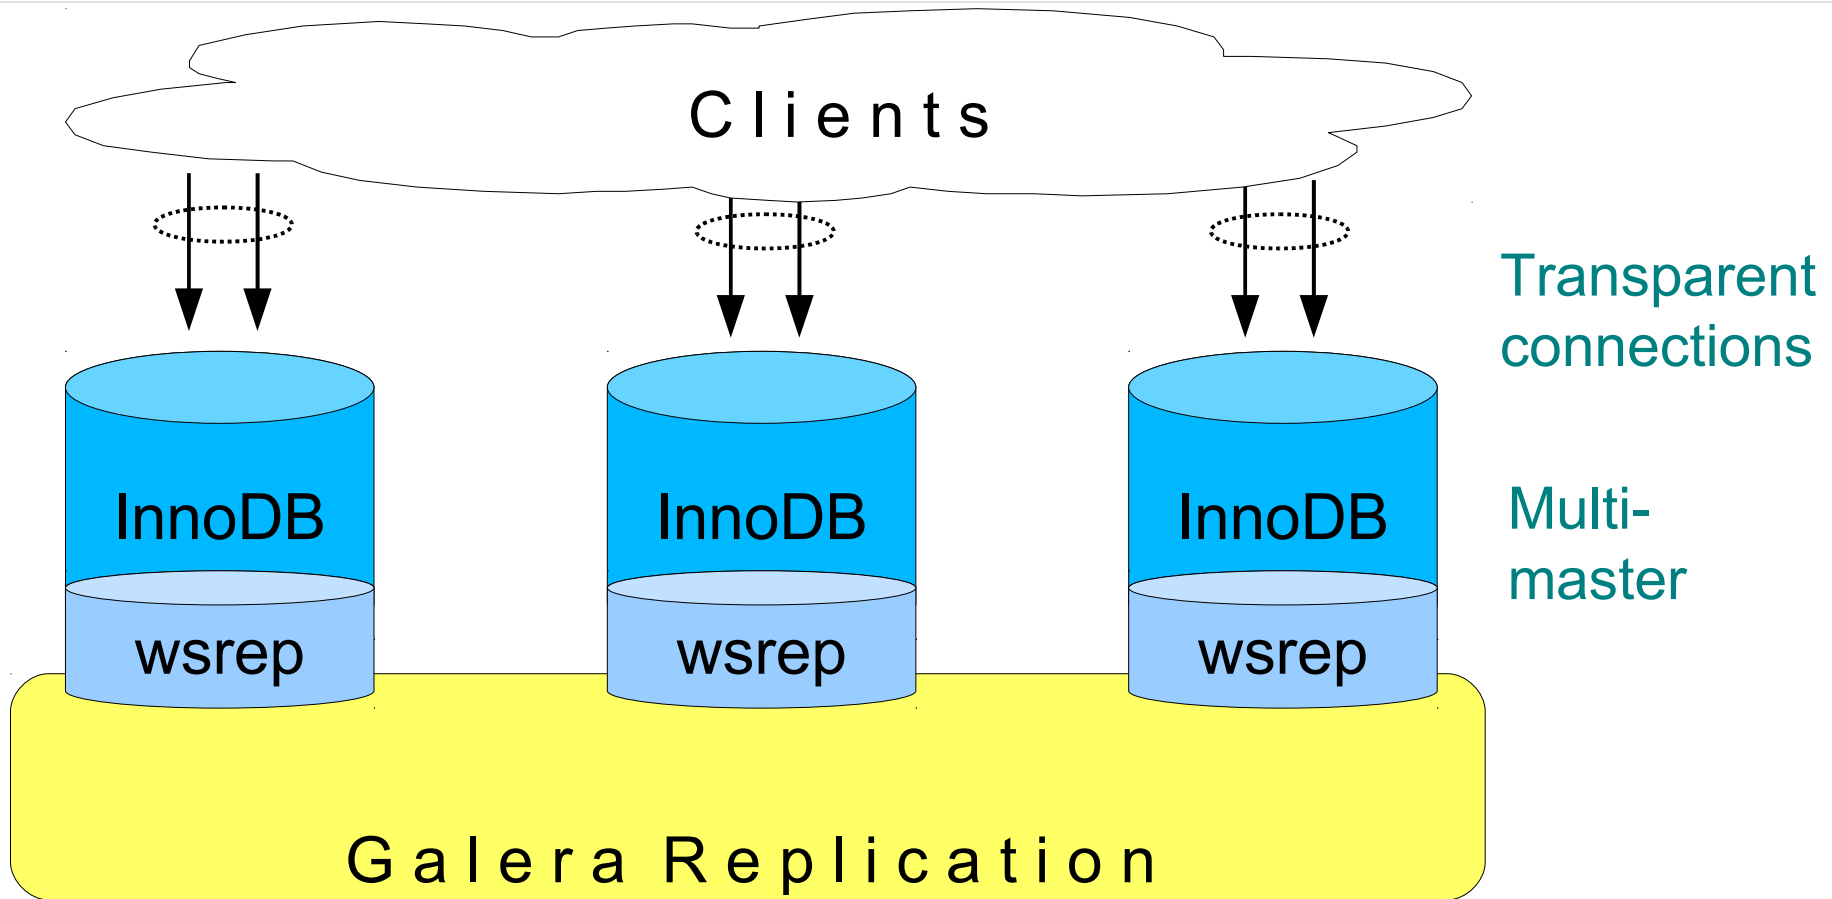 Clients
Transparent
connections
InnoDB InnoDB InnoDB
Multi-
master
wsrep wsrep wsrep
Galera Replication